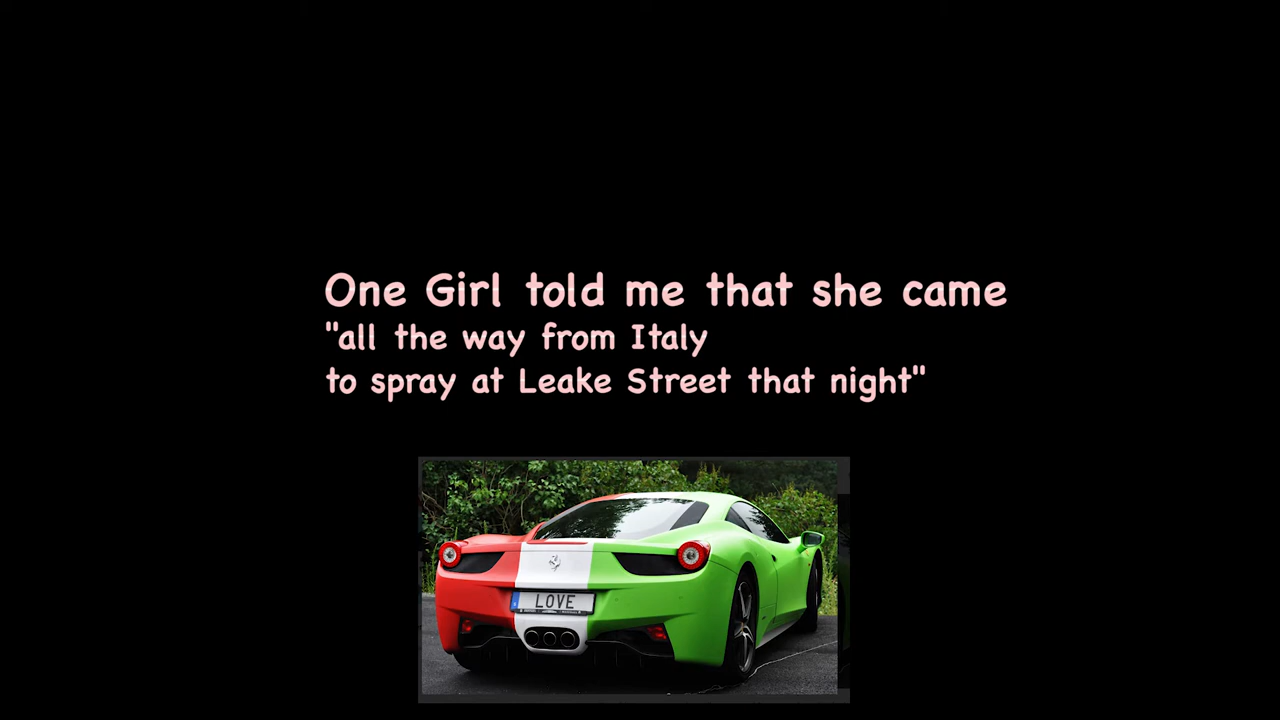 One Girl told me that she came
"all the way from Italy
to spray at Leake Street that night"
LOVE